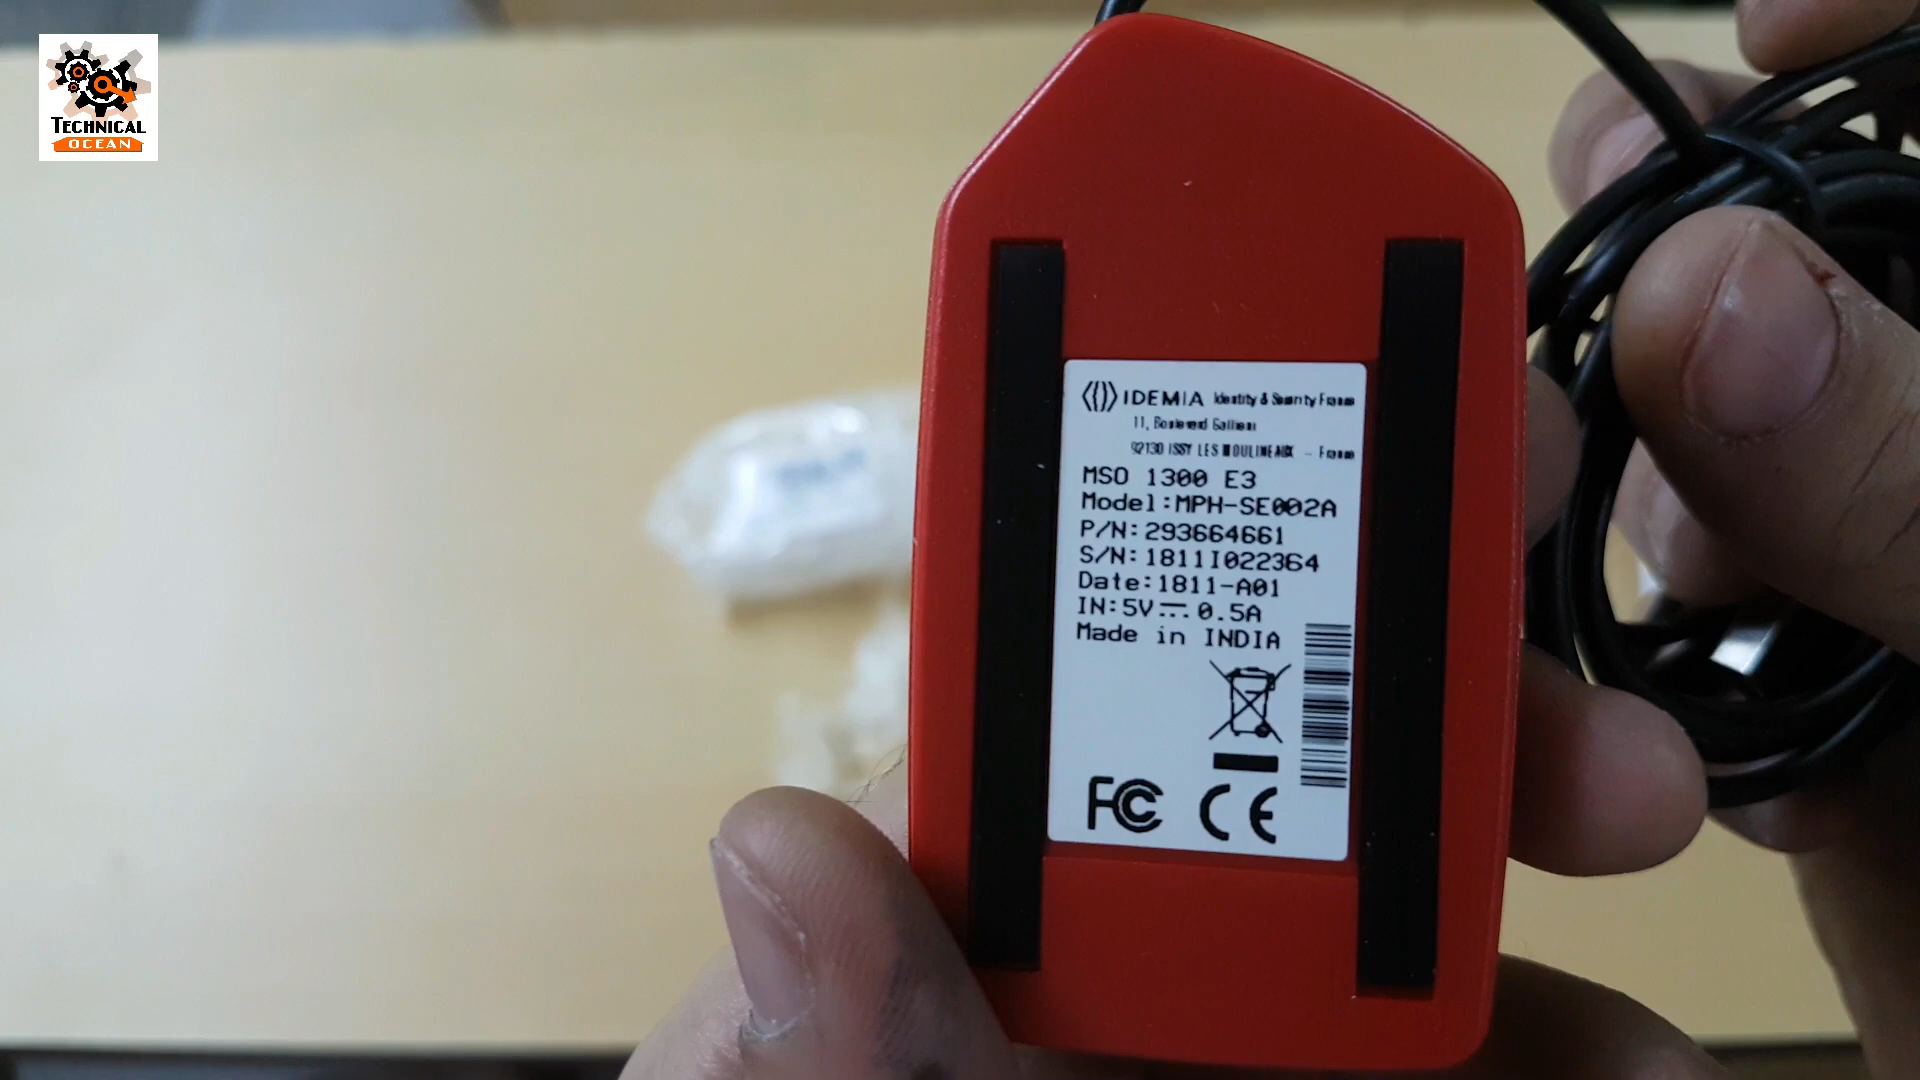 TECHNICAL
OCEAN
IDEMIA Identity & Security France
11, Boulevard Gallieni
92130 ISSY LES MOULINEAUX - France
MSO 1300 E3
Model:MPH-SE002A
P/N:293664661
S/N:1811I022364
Date:1811-A01
IN:5V⎓0.5A
Made in INDIA
FC CE